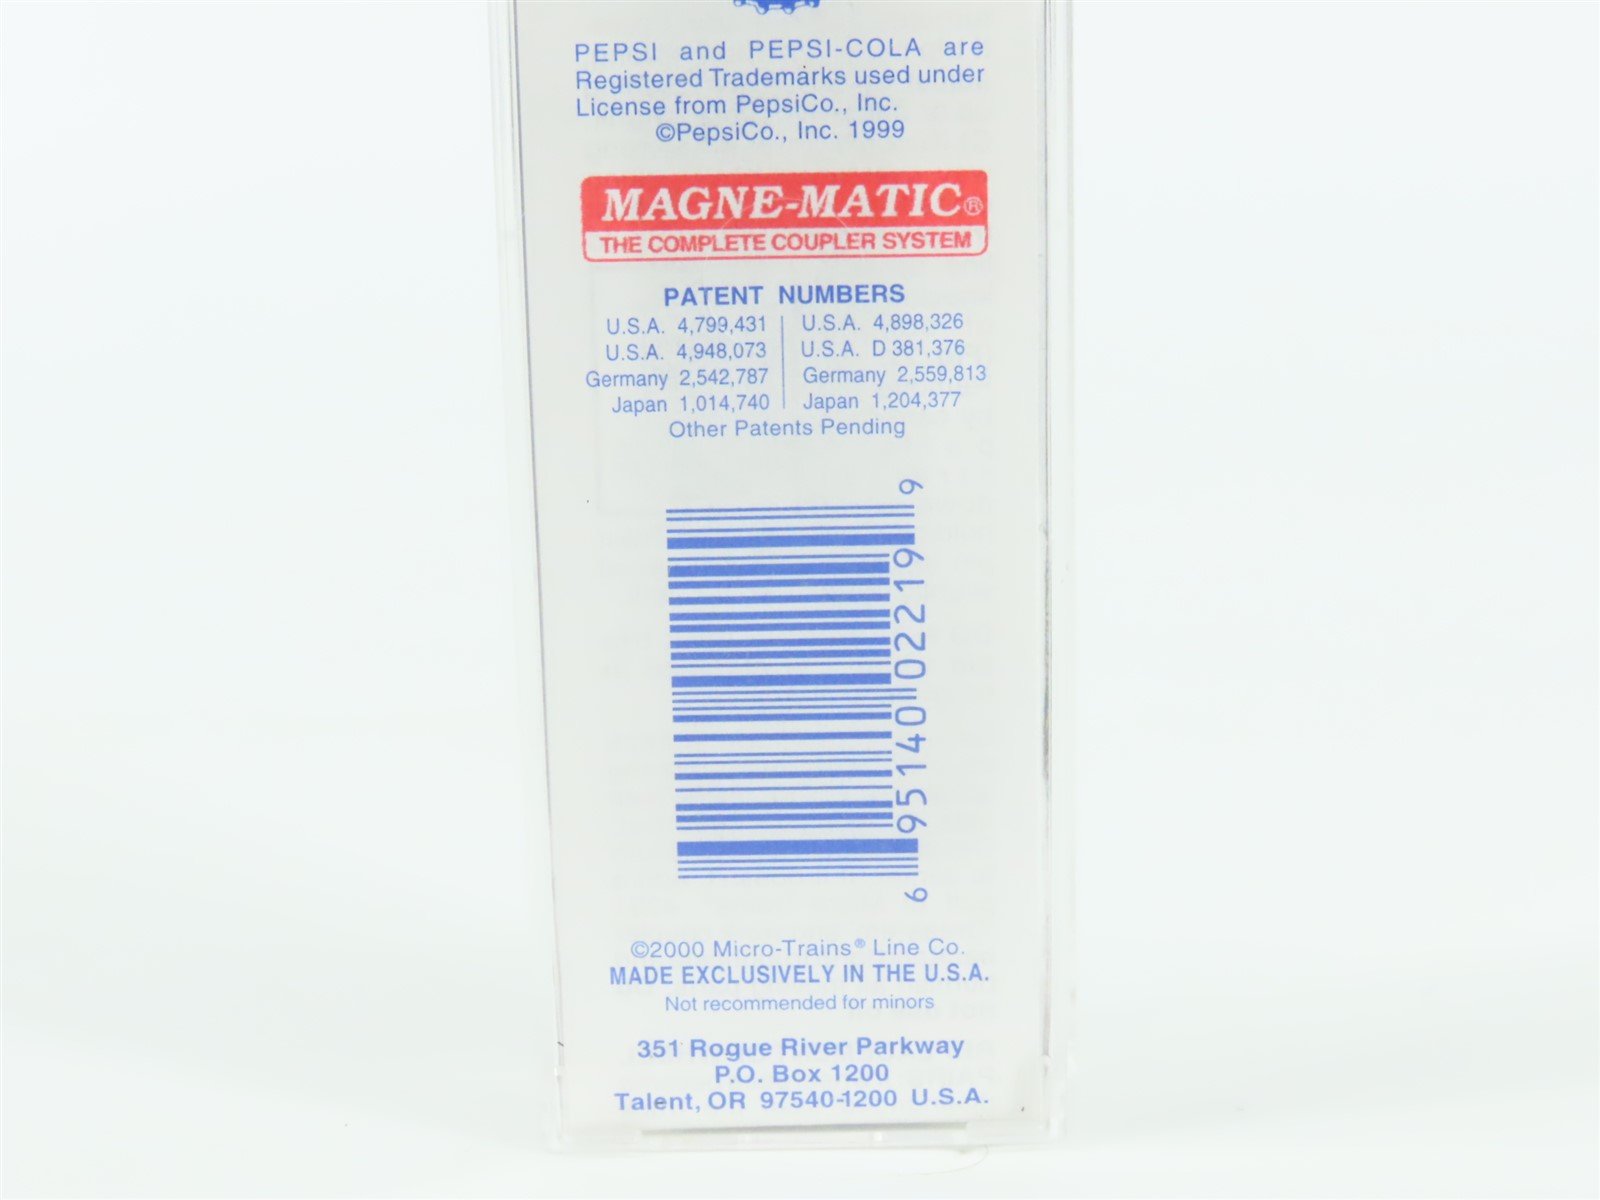 PEPSI and PEPSI-COLA are
Registered Trademarks used under
License from PepsiCo., Inc.
©PepsiCo., Inc. 1999
MAGNE-MATIC®
THE COMPLETE COUPLER SYSTEM
PATENT NUMBERS
U.S.A. 4,799,431 U.S.A. 4,898,326
U.S.A. 4,948,073 U.S.A. D 381,376
Germany 2,542,787 Germany 2,559,813
Japan 1,014,740 Japan 1,204,377
Other Patents Pending
6 95140 02219 9
©2000 Micro-Trains® Line Co.
MADE EXCLUSIVELY IN THE U.S.A.
Not recommended for minors
351 Rogue River Parkway
P.O. Box 1200
Talent, OR 97540-1200 U.S.A.